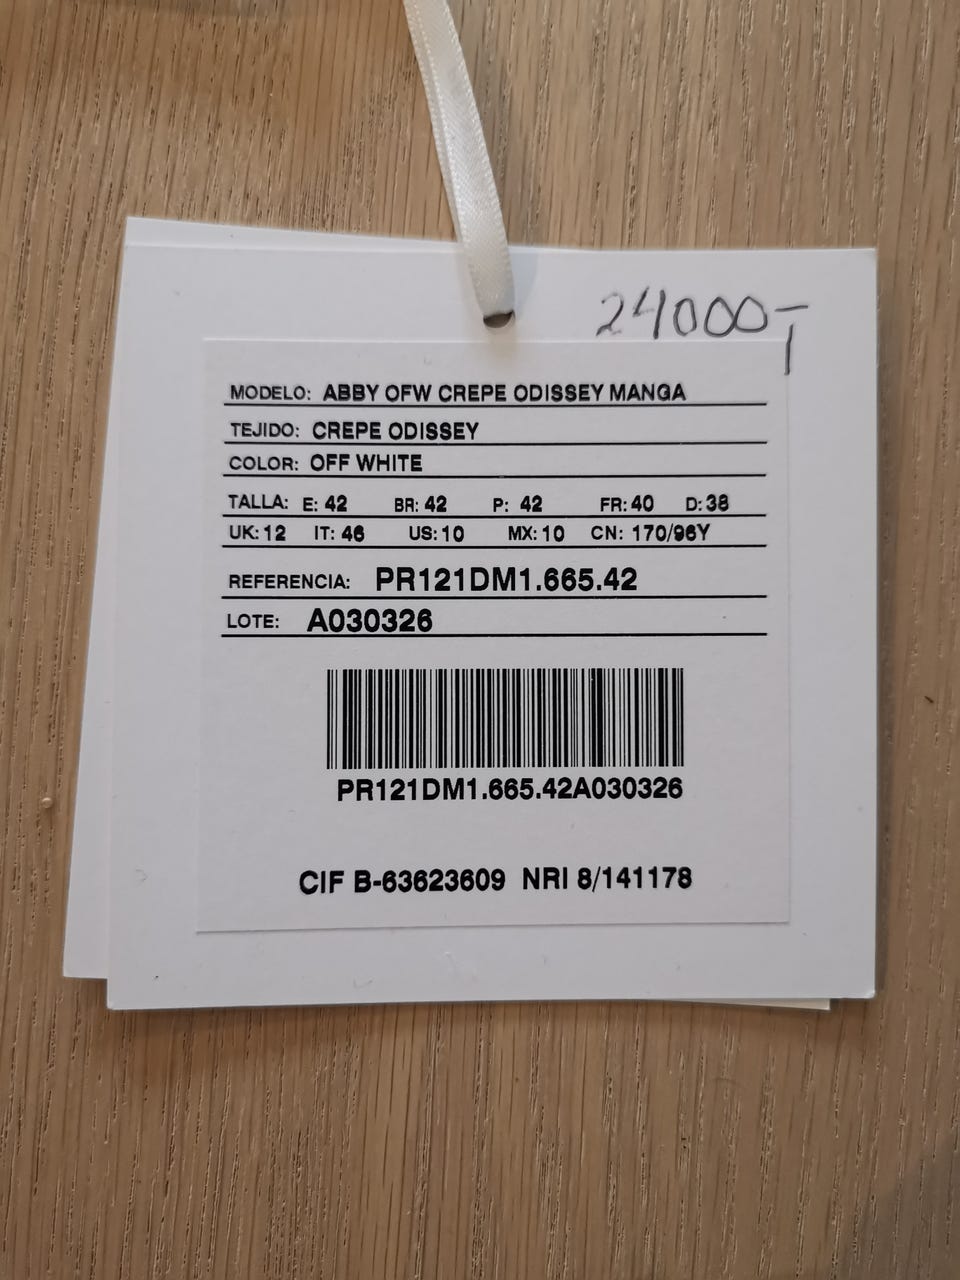 24000-
MODELO: ABBY OFW CREPE ODISSEY MANGA
TEJIDO: CREPE ODISSEY
COLOR: OFF WHITE
TALLA: E: 42 BR: 42 P: 42 FR: 40 D: 38
UK: 12 IT: 46 US: 10 MX: 10 CN: 170/96Y
REFERENCIA: PR121DM1.665.42
LOTE: A030326
PR121DM1.665.42A030326
CIF B-63623609 NRI 8/141178